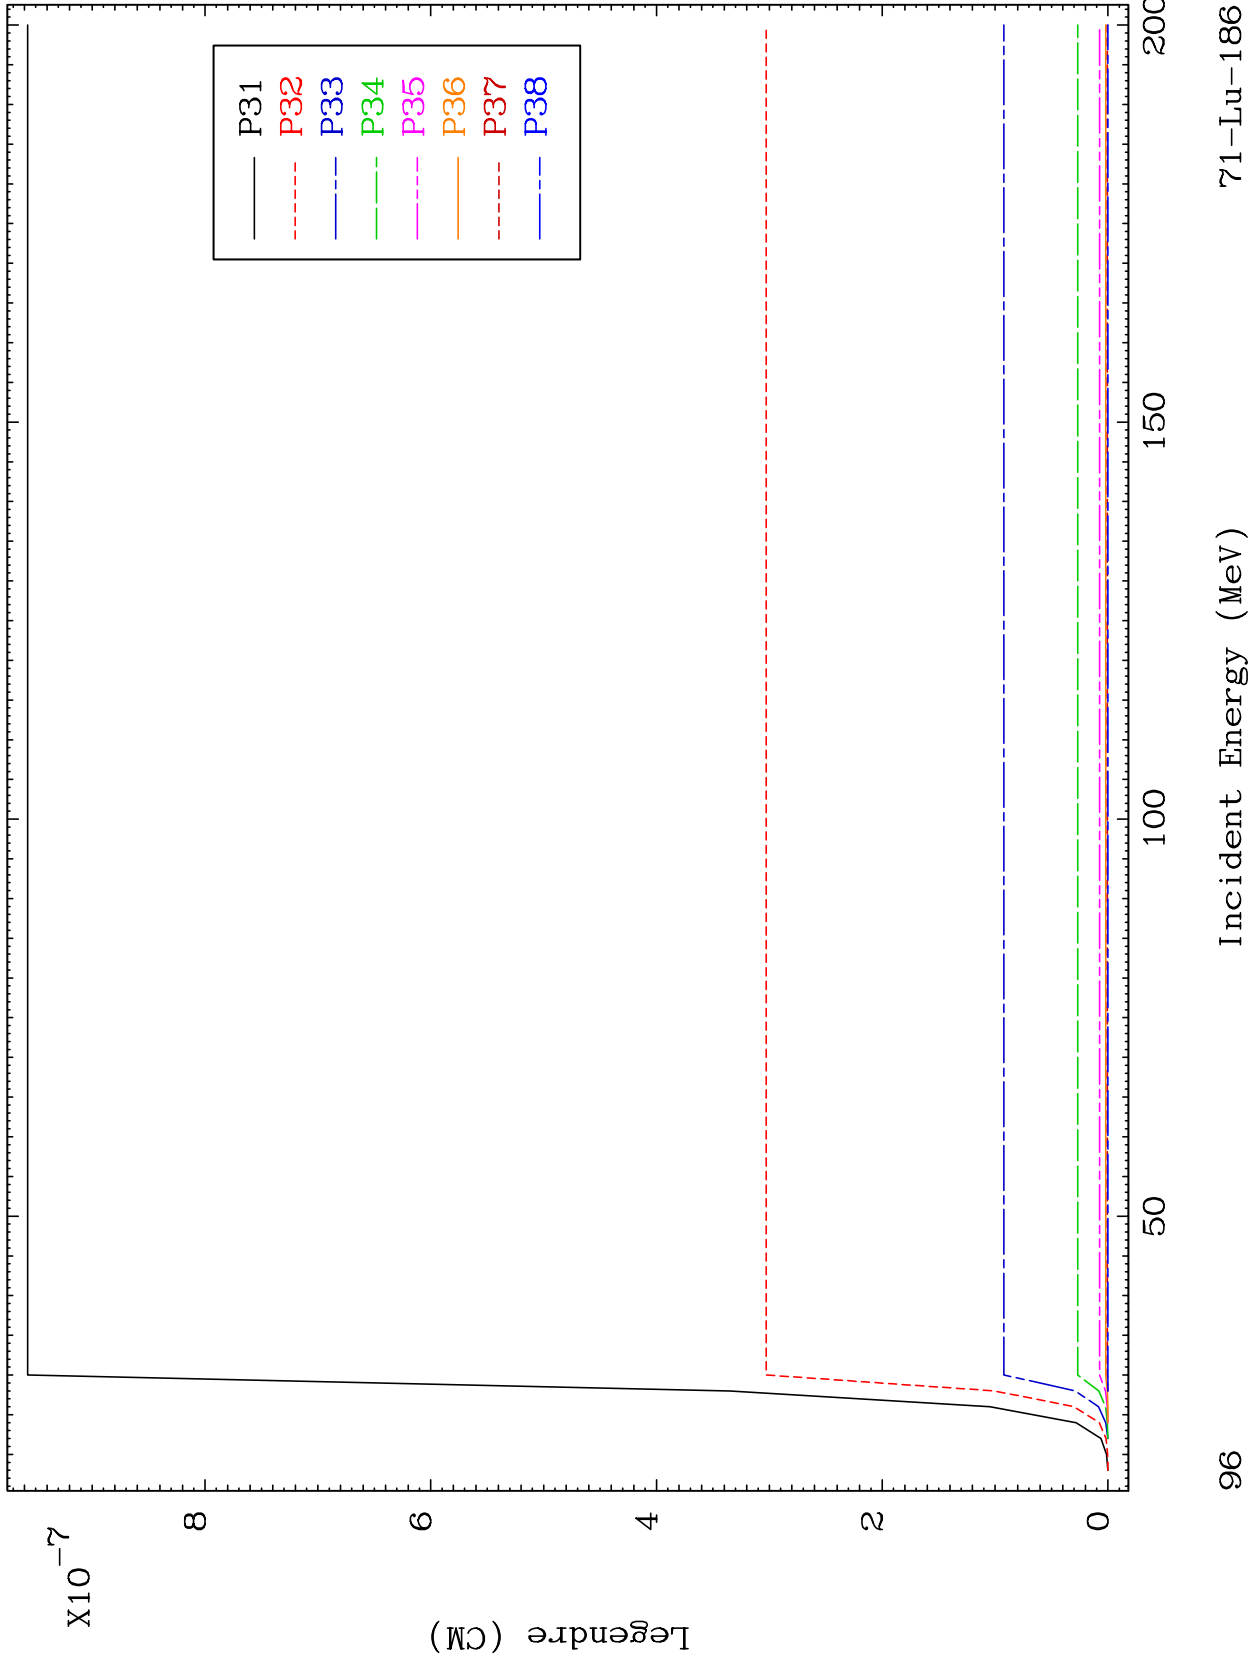 X10-7
8
6
4
2
0
Legendre (CM)
P31
P32
P33
P34
P35
P36
P37
P38
50
100
150
200
96
Incident Energy (MeV)
71-Lu-186